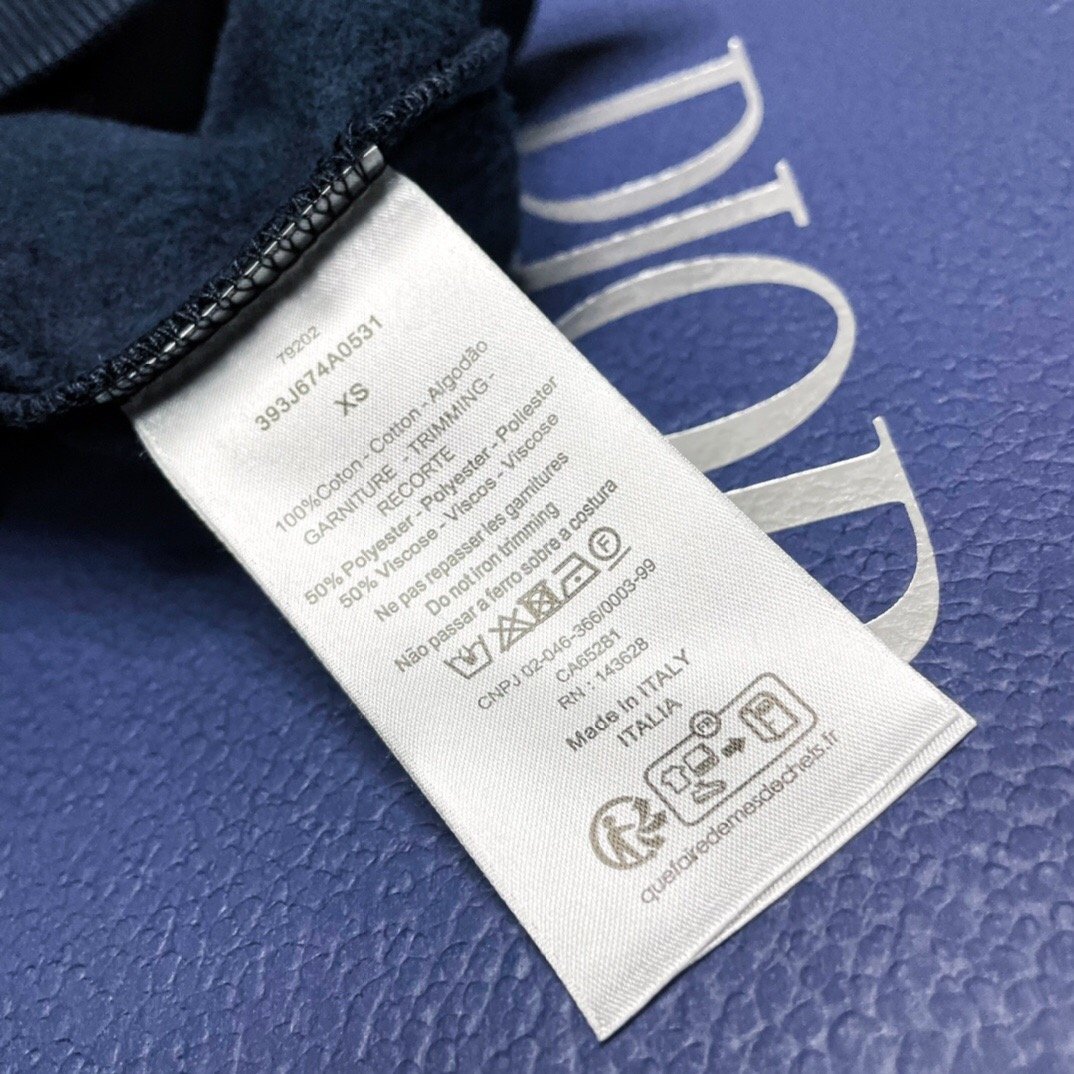 79202
393J674A0531
XS
100%Coton - Cotton - Algodão
GARNITURE - TRIMMING -
RECORTE
50% Polyester - Polyester - Poliester
50% Viscose - Viscos - Viscose
Ne pas repasser les garnitures
Do not iron trimming
Não passar a ferro sobre a costura
F
CNPJ 02-046-366/0003-99
CA65281
RN : 143628
Made in ITALY
ITALIA
FR
quefairedemesdechets.fr
DIOR